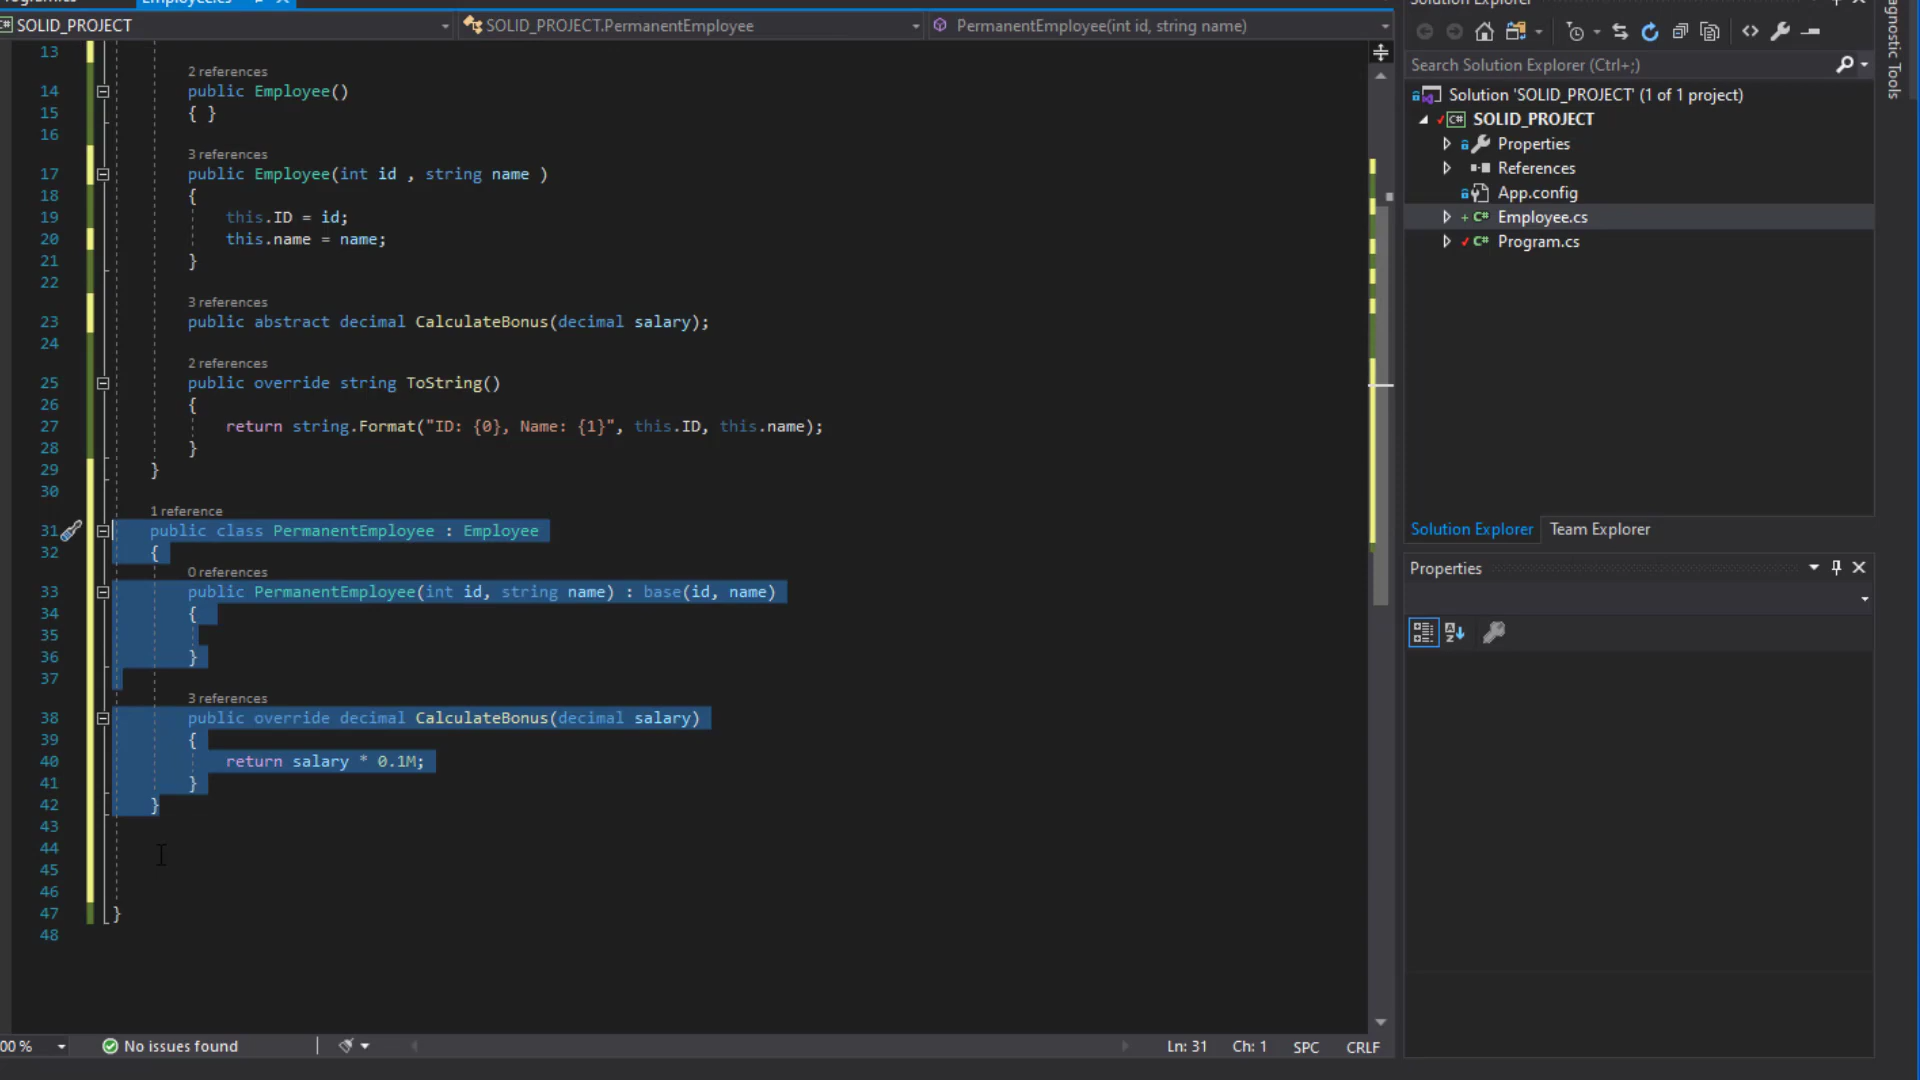 Employee.cs
SOLID_PROJECT
SOLID_PROJECT.PermanentEmployee
PermanentEmployee(int id, string name)
13
2 references
14 public Employee()
15 { }
16
3 references
17 public Employee(int id , string name )
18 {
19 this.ID = id;
20 this.name = name;
21 }
22
3 references
23 public abstract decimal CalculateBonus(decimal salary);
24
2 references
25 public override string ToString()
26 {
27 return string.Format("ID: {0}, Name: {1}", this.ID, this.name);
28 }
29 }
30
1 reference
31 public class PermanentEmployee : Employee
32 {
0 references
33 public PermanentEmployee(int id, string name) : base(id, name)
34 {
35
36 }
37
3 references
38 public override decimal CalculateBonus(decimal salary)
39 {
40 return salary * 0.1M;
41 }
42 }
43
44
45
46
47 }
48
00 %
No issues found
Ln: 31 Ch: 1 SPC CRLF
Solution Explorer
Search Solution Explorer (Ctrl+;)
Solution 'SOLID_PROJECT' (1 of 1 project)
C# SOLID_PROJECT
Properties
References
App.config
C# Employee.cs
C# Program.cs
Solution Explorer Team Explorer
Properties
agnostic Tools